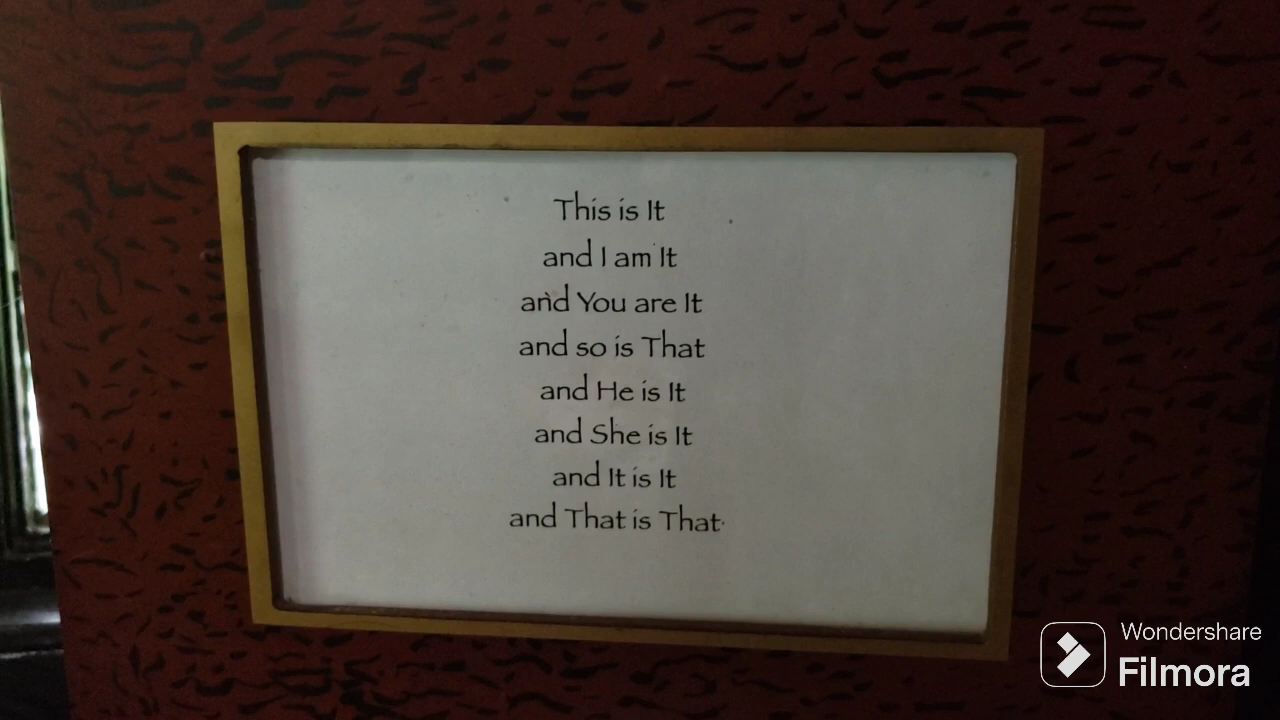 This is It
and I am It
and You are It
and so is That
and He is It
and She is It
and It is It
and That is That
Wondershare
Filmora